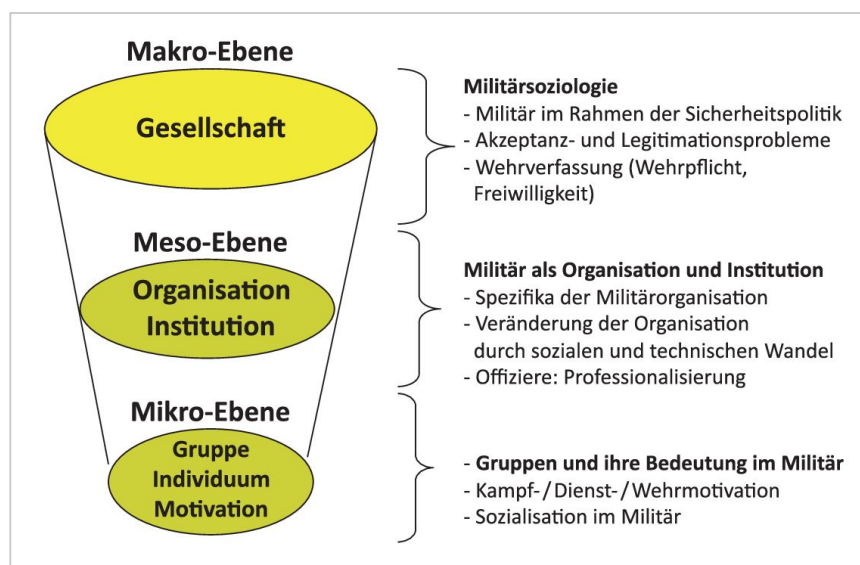 Makro-Ebene
Gesellschaft
Militärsoziologie
- Militär im Rahmen der Sicherheitspolitik
- Akzeptanz- und Legitimationsprobleme
- Wehrverfassung (Wehrpflicht,
Freiwilligkeit)
Meso-Ebene
Organisation
Institution
Militär als Organisation und Institution
- Spezifika der Militärorganisation
- Veränderung der Organisation
durch sozialen und technischen Wandel
- Offiziere: Professionalisierung
Mikro-Ebene
Gruppe
Individuum
Motivation
- Gruppen und ihre Bedeutung im Militär
- Kampf-/Dienst-/Wehrmotivation
- Sozialisation im Militär